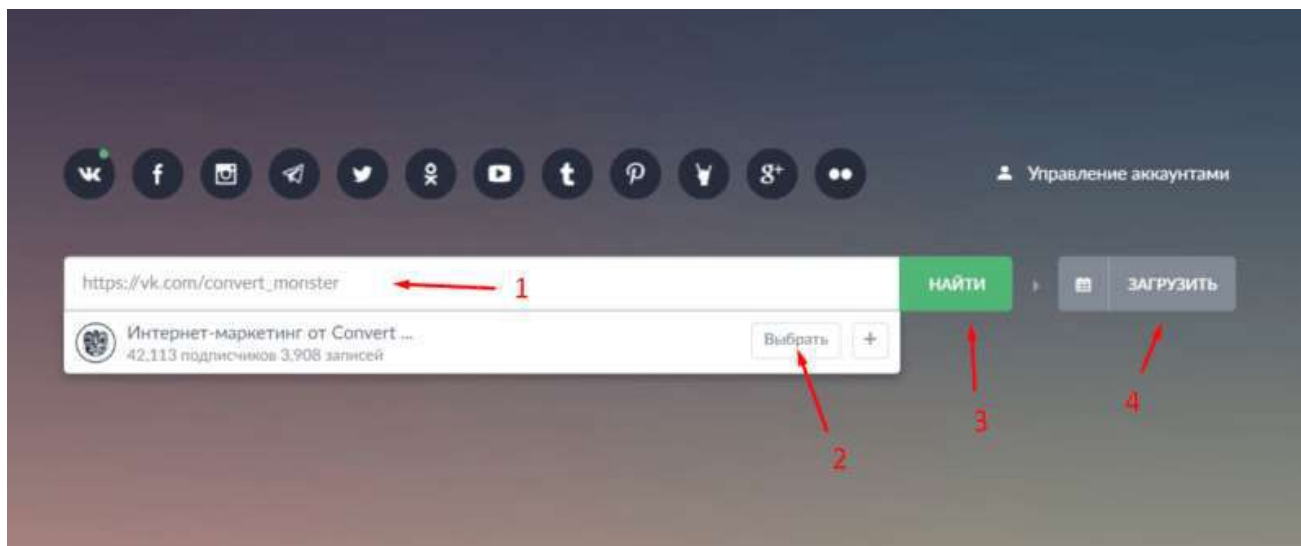 Управление аккаунтами
https://vk.com/convert_monster
1
НАЙТИ
ЗАГРУЗИТЬ
Интернет-маркетинг от Convert ...
42,113 подписчиков 3,908 записей
Выбрать
+
2
3
4